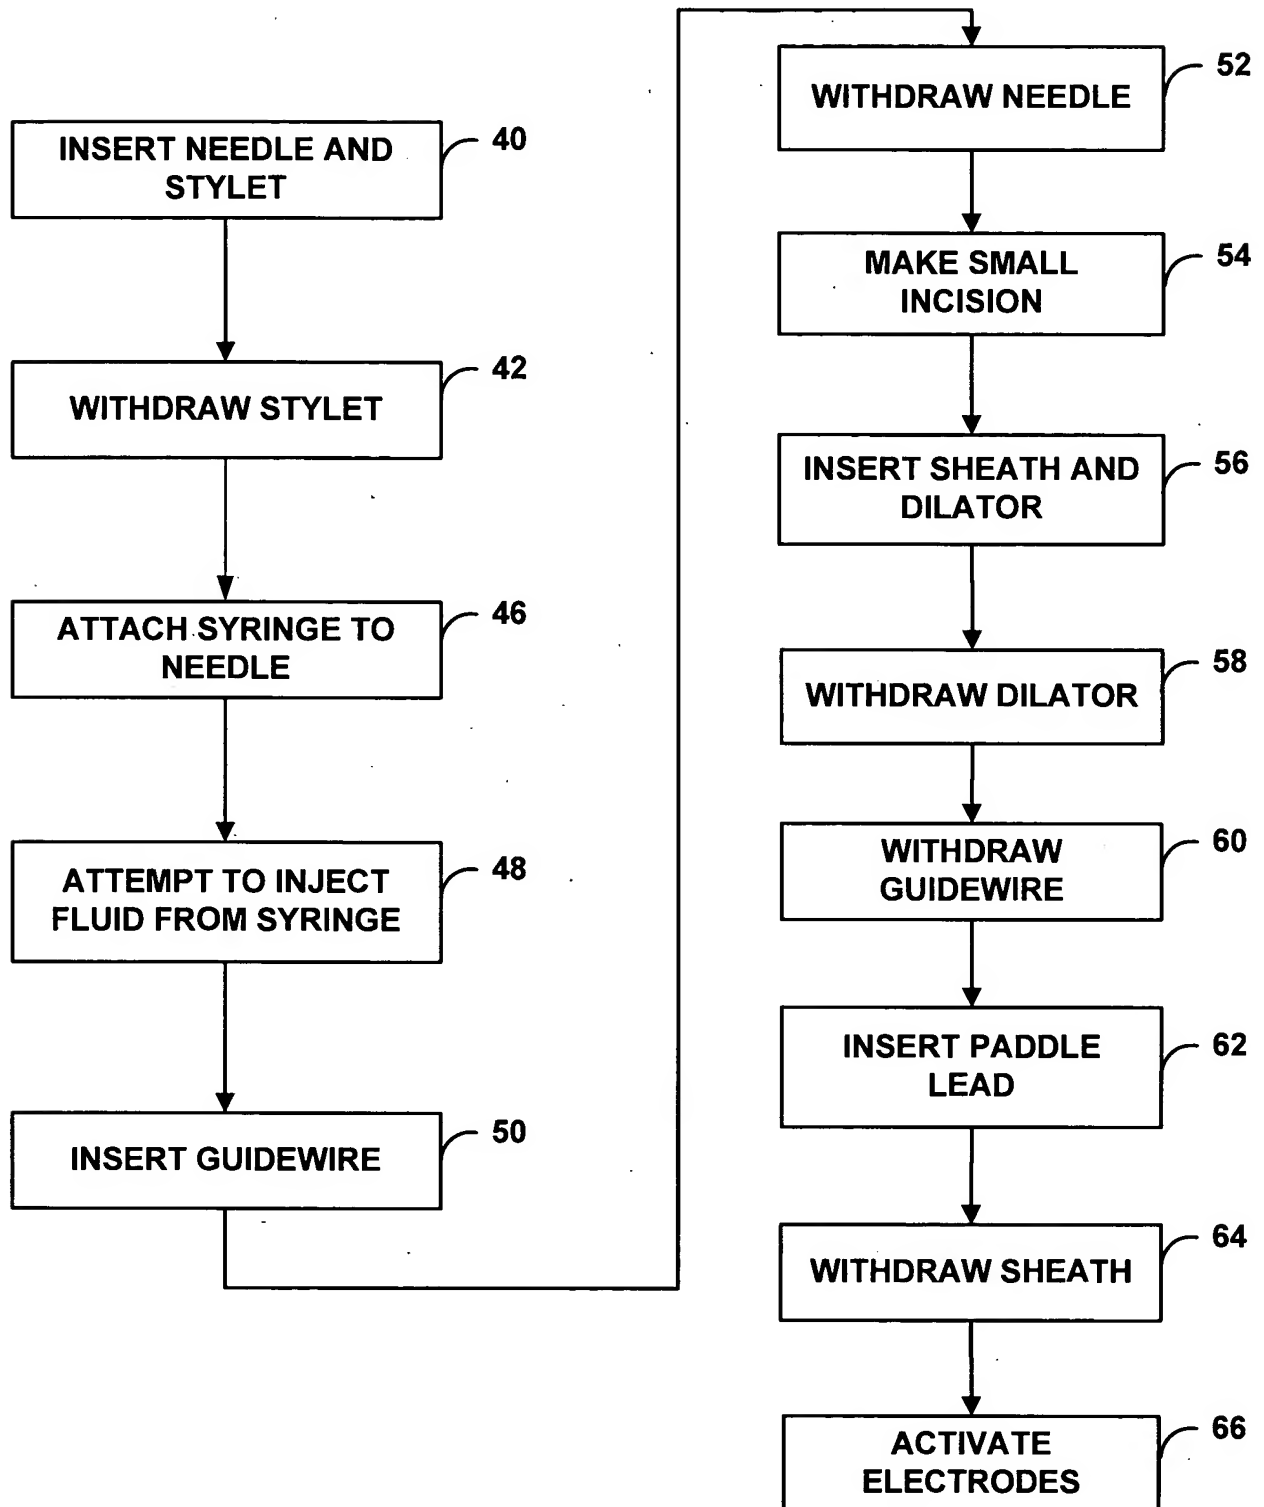 INSERT NEEDLE AND
STYLET
40
WITHDRAW STYLET
42
ATTACH SYRINGE TO
NEEDLE
46
ATTEMPT TO INJECT
FLUID FROM SYRINGE
48
INSERT GUIDEWIRE
50
WITHDRAW NEEDLE
52
MAKE SMALL
INCISION
54
INSERT SHEATH AND
DILATOR
56
WITHDRAW DILATOR
58
WITHDRAW
GUIDEWIRE
60
INSERT PADDLE
LEAD
62
WITHDRAW SHEATH
64
ACTIVATE
ELECTRODES
66